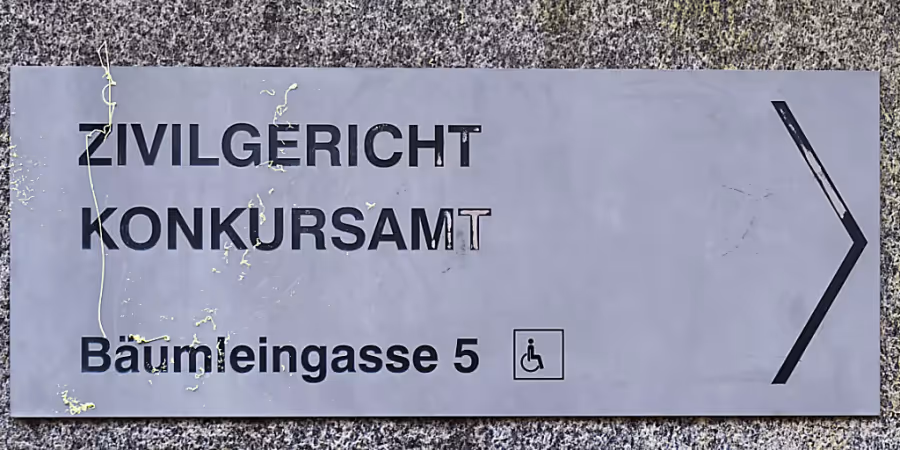 ZIVILGERICHT
KONKURSAMT
Bäumleingasse 5